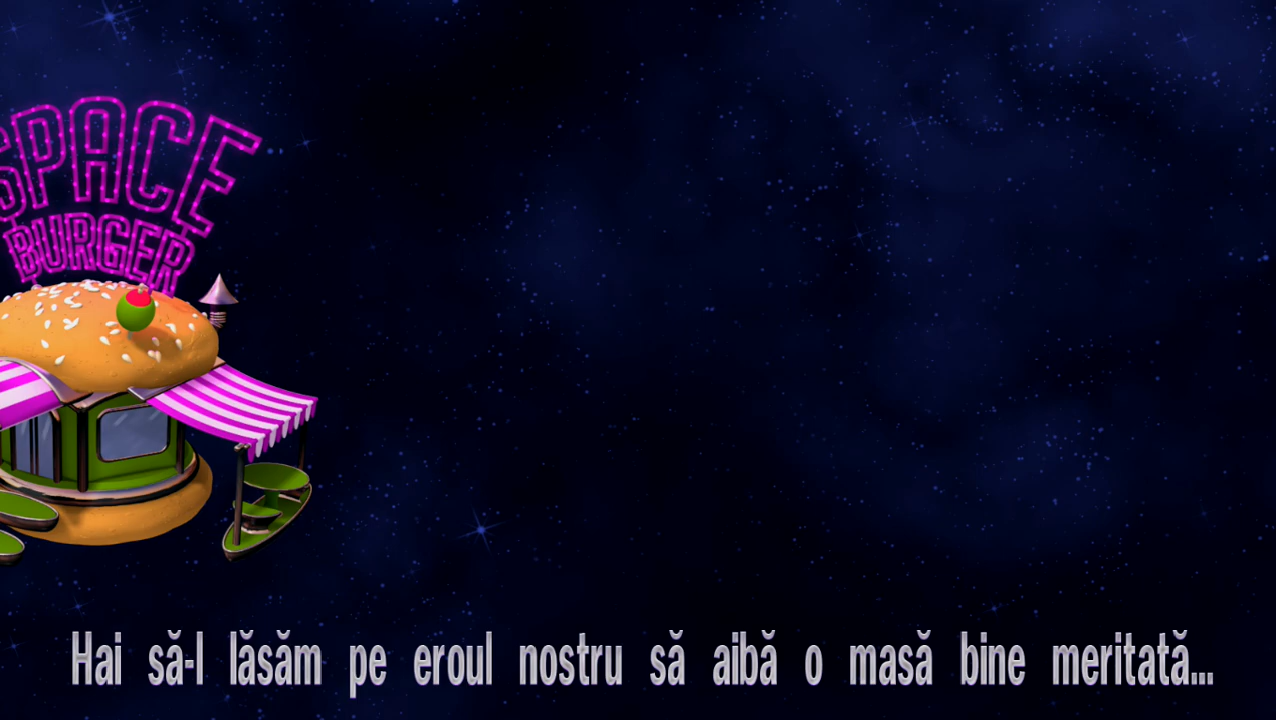 SPACE
BURGER
Hai să-l lăsăm pe eroul nostru să aibă o masă bine meritată...